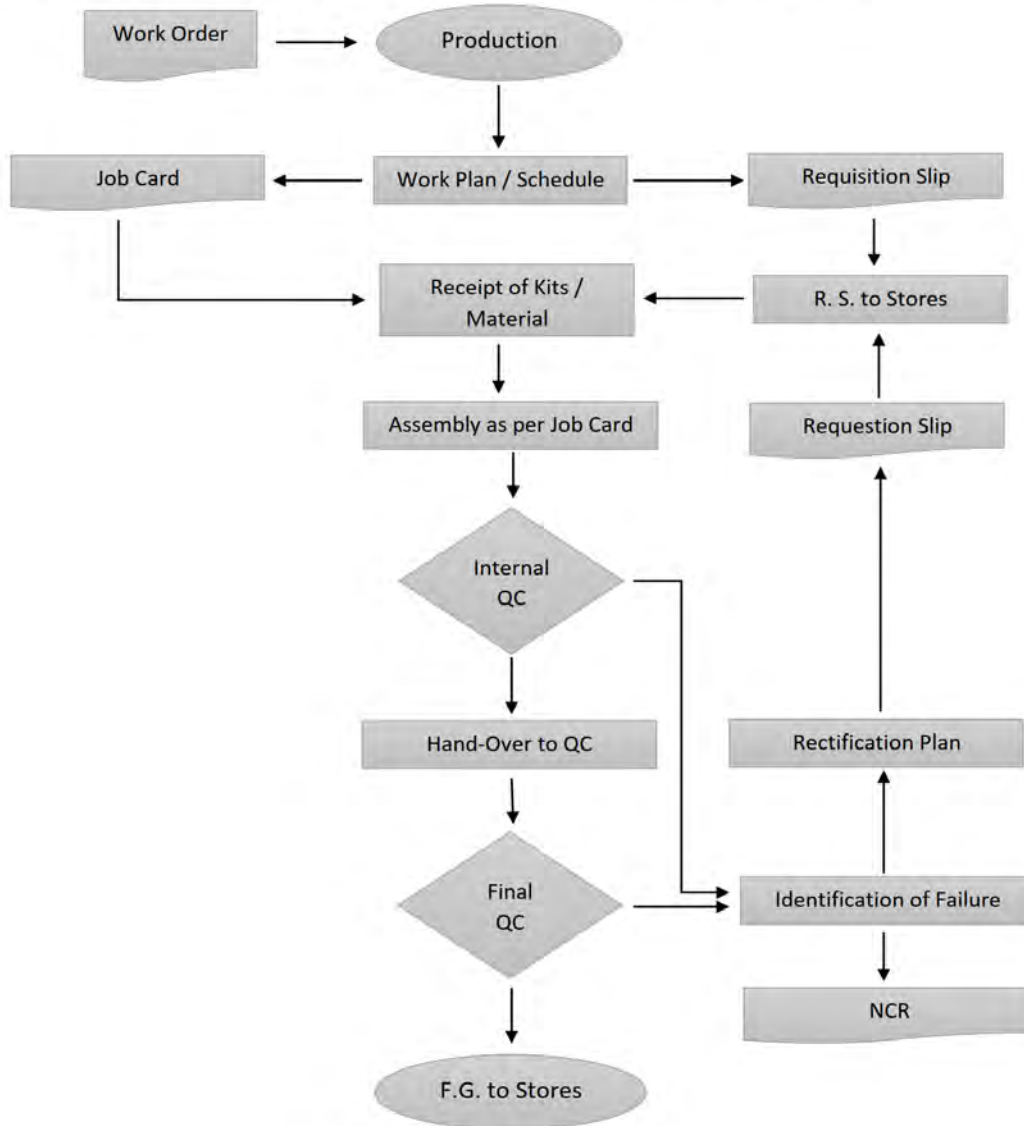 Work Order
Production
Job Card
Work Plan / Schedule
Requisition Slip
Receipt of Kits /
Material
R. S. to Stores
Assembly as per Job Card
Requestion Slip
Internal
QC
Hand-Over to QC
Rectification Plan
Final
QC
Identification of Failure
NCR
F.G. to Stores